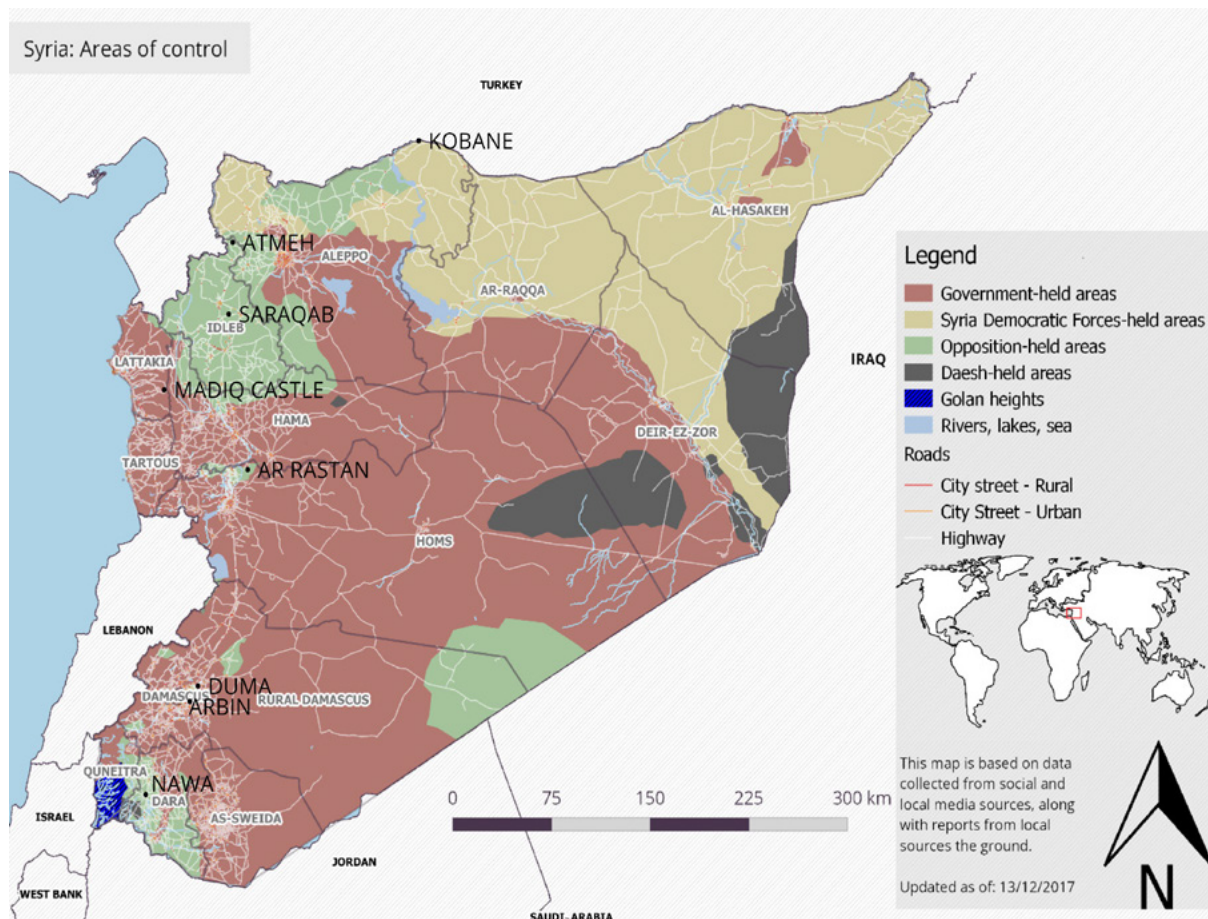 Syria: Areas of control
TURKEY
KOBANE
AL-HASAKEH
ATMEH
ALEPPO
AR-RAQQA
SARAQAB
IDLEB
LATTAKIA
MADIQ CASTLE
HAMA
DEIR-EZ-ZOR
IRAQ
TARTOUS
AR RASTAN
HOMS
LEBANON
DUMA
DAMASCUS
RURAL DAMASCUS
ARBIN
QUNEITRA
NAWA
DARA
AS-SWEIDA
ISRAEL
JORDAN
WEST BANK
SAUDI-ARABIA
0 75 150 225 300 km
Legend
Government-held areas
Syria Democratic Forces-held areas
Opposition-held areas
Daesh-held areas
Golan heights
Rivers, lakes, sea
Roads
City street - Rural
City Street - Urban
Highway
This map is based on data
collected from social and
local media sources, along
with reports from local
sources the ground.
Updated as of: 13/12/2017
N